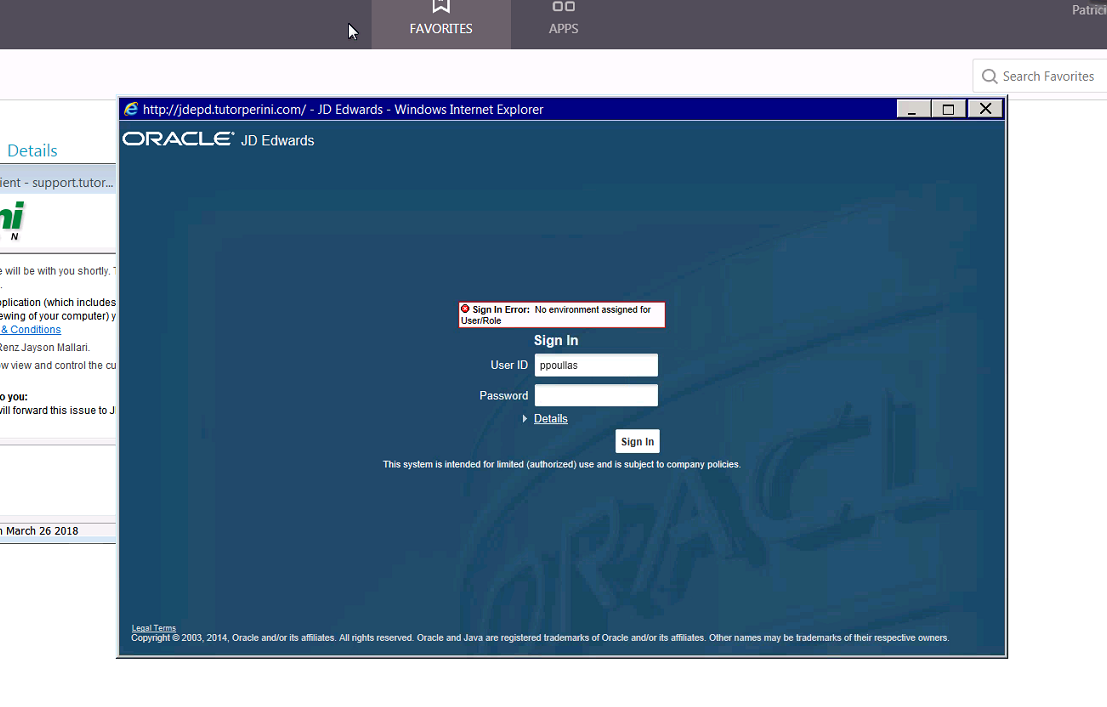 FAVORITES
APPS
Patrici
Search Favorites
http://jdepd.tutorperini.com/ - JD Edwards - Windows Internet Explorer
ORACLE JD Edwards
Details
ient - support.tutor...
ni
N
e will be with you shortly. T
.
pplication (which includes
ewing of your computer) y
& Conditions
Renz Jayson Mallari.
ow view and control the cu
o you:
will forward this issue to J
n March 26 2018
Sign In Error: No environment assigned for
User/Role
Sign In
User ID ppoullas
Password
Details
Sign In
This system is intended for limited (authorized) use and is subject to company policies.
ORACL
Legal Terms
Copyright © 2003, 2014, Oracle and/or its affiliates. All rights reserved. Oracle and Java are registered trademarks of Oracle and/or its affiliates. Other names may be trademarks of their respective owners.